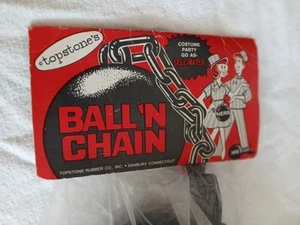 ©topstone's
COSTUME
PARTY
GO AS-
CELL MATES
BALL 'N
CHAIN
TOPSTONE RUBBER CO., INC. • DANBURY CONNECTICUT